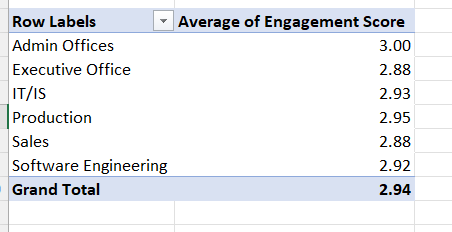 Row Labels Average of Engagement Score
Admin Offices 3.00
Executive Office 2.88
IT/IS 2.93
Production 2.95
Sales 2.88
Software Engineering 2.92
Grand Total 2.94